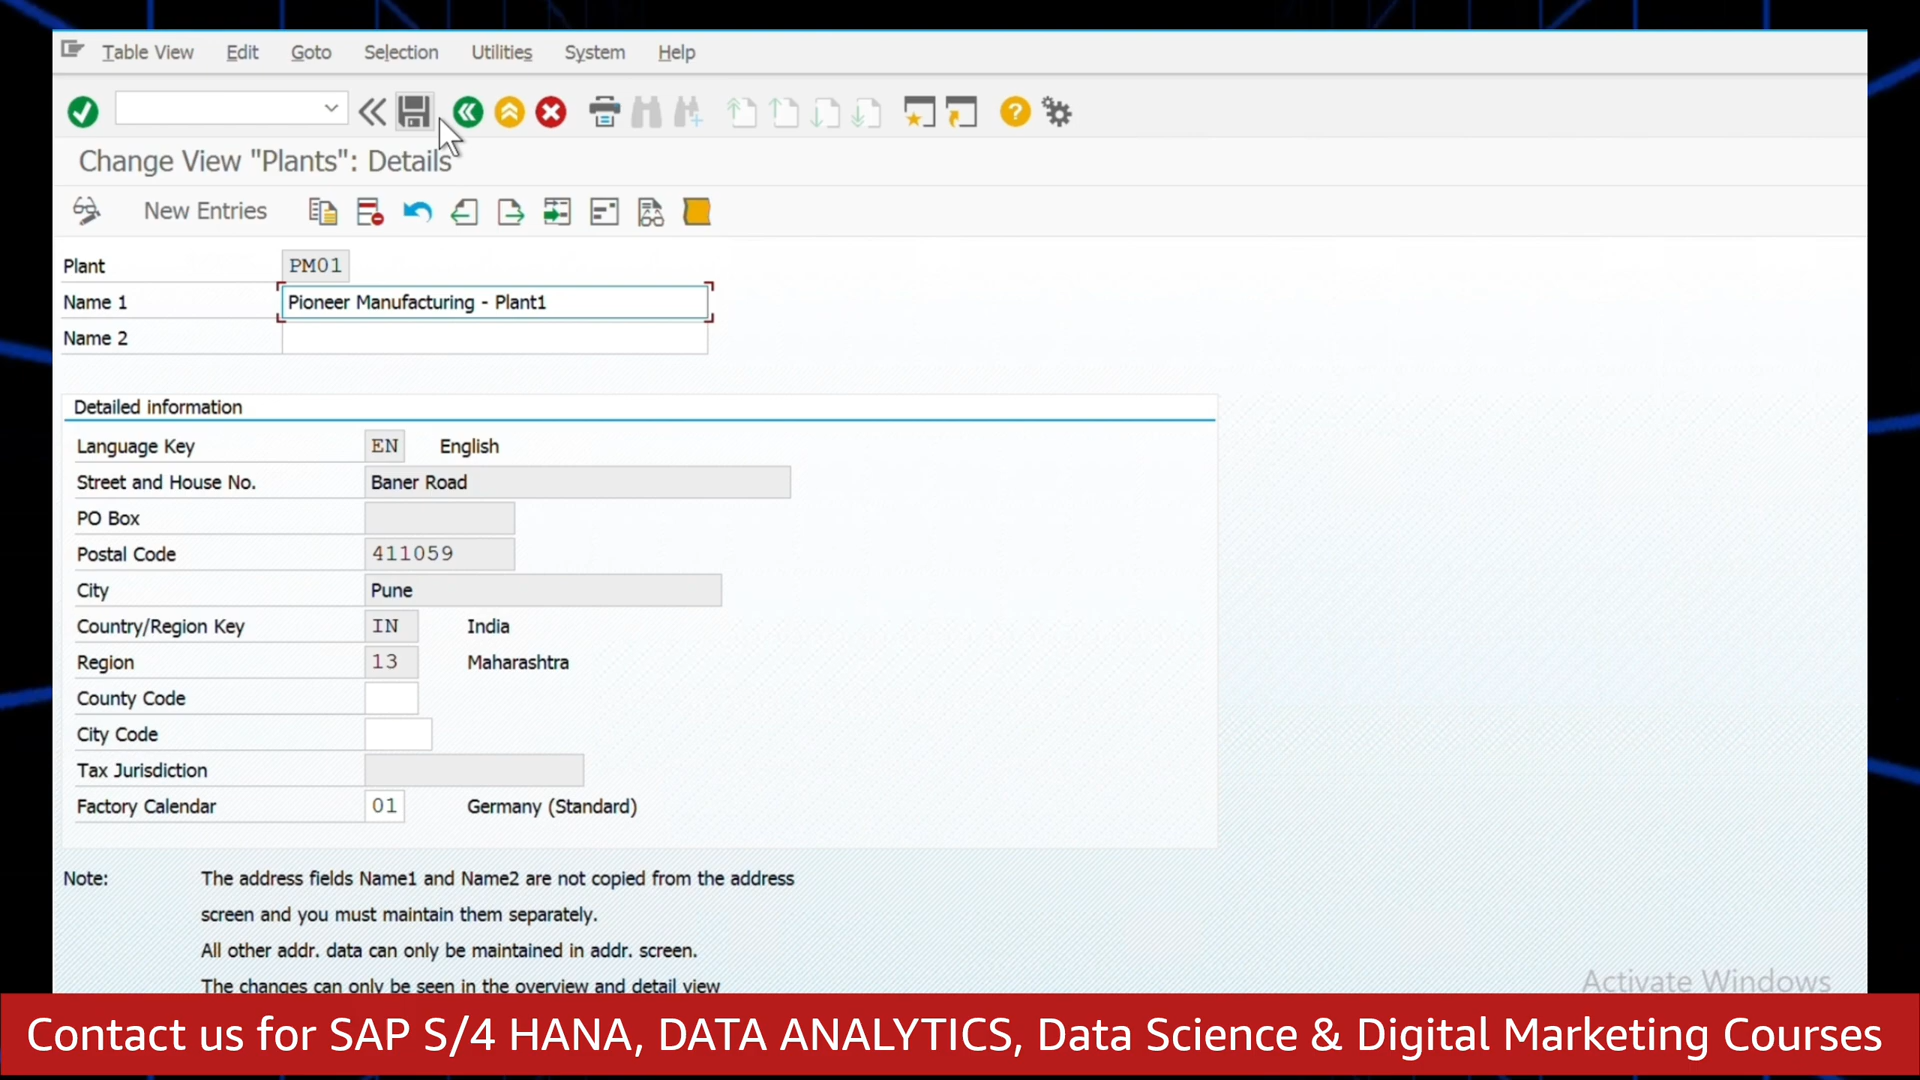 Table View Edit Goto Selection Utilities System Help
Change View "Plants": Details
New Entries
Plant PM01
Name 1 Pioneer Manufacturing - Plant1
Name 2
Detailed information
Language Key EN English
Street and House No. Baner Road
PO Box
Postal Code 411059
City Pune
Country/Region Key IN India
Region 13 Maharashtra
County Code
City Code
Tax Jurisdiction
Factory Calendar 01 Germany (Standard)
Note: The address fields Name1 and Name2 are not copied from the address
screen and you must maintain them separately.
All other addr. data can only be maintained in addr. screen.
The changes can only be seen in the overview and detail view
Activate Windows
Contact us for SAP S/4 HANA, DATA ANALYTICS, Data Science & Digital Marketing Courses